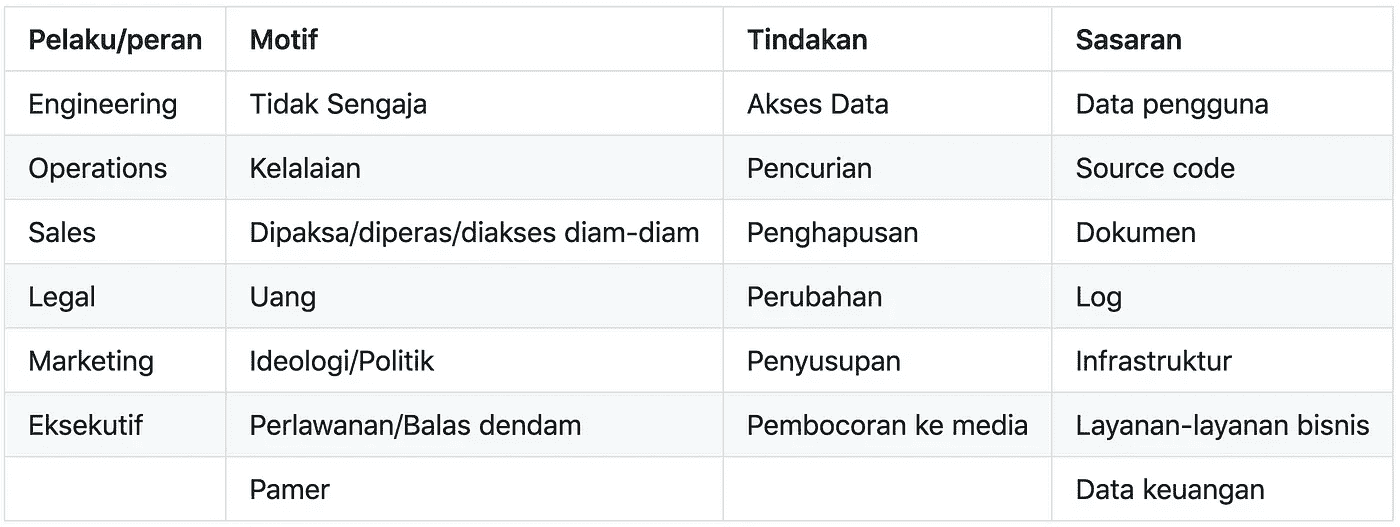 Pelaku/peran Motif Tindakan Sasaran
Engineering Tidak Sengaja Akses Data Data pengguna
Operations Kelalaian Pencurian Source code
Sales Dipaksa/diperas/diakses diam-diam Penghapusan Dokumen
Legal Uang Perubahan Log
Marketing Ideologi/Politik Penyusupan Infrastruktur
Eksekutif Perlawanan/Balas dendam Pembocoran ke media Layanan-layanan bisnis
Pamer Data keuangan